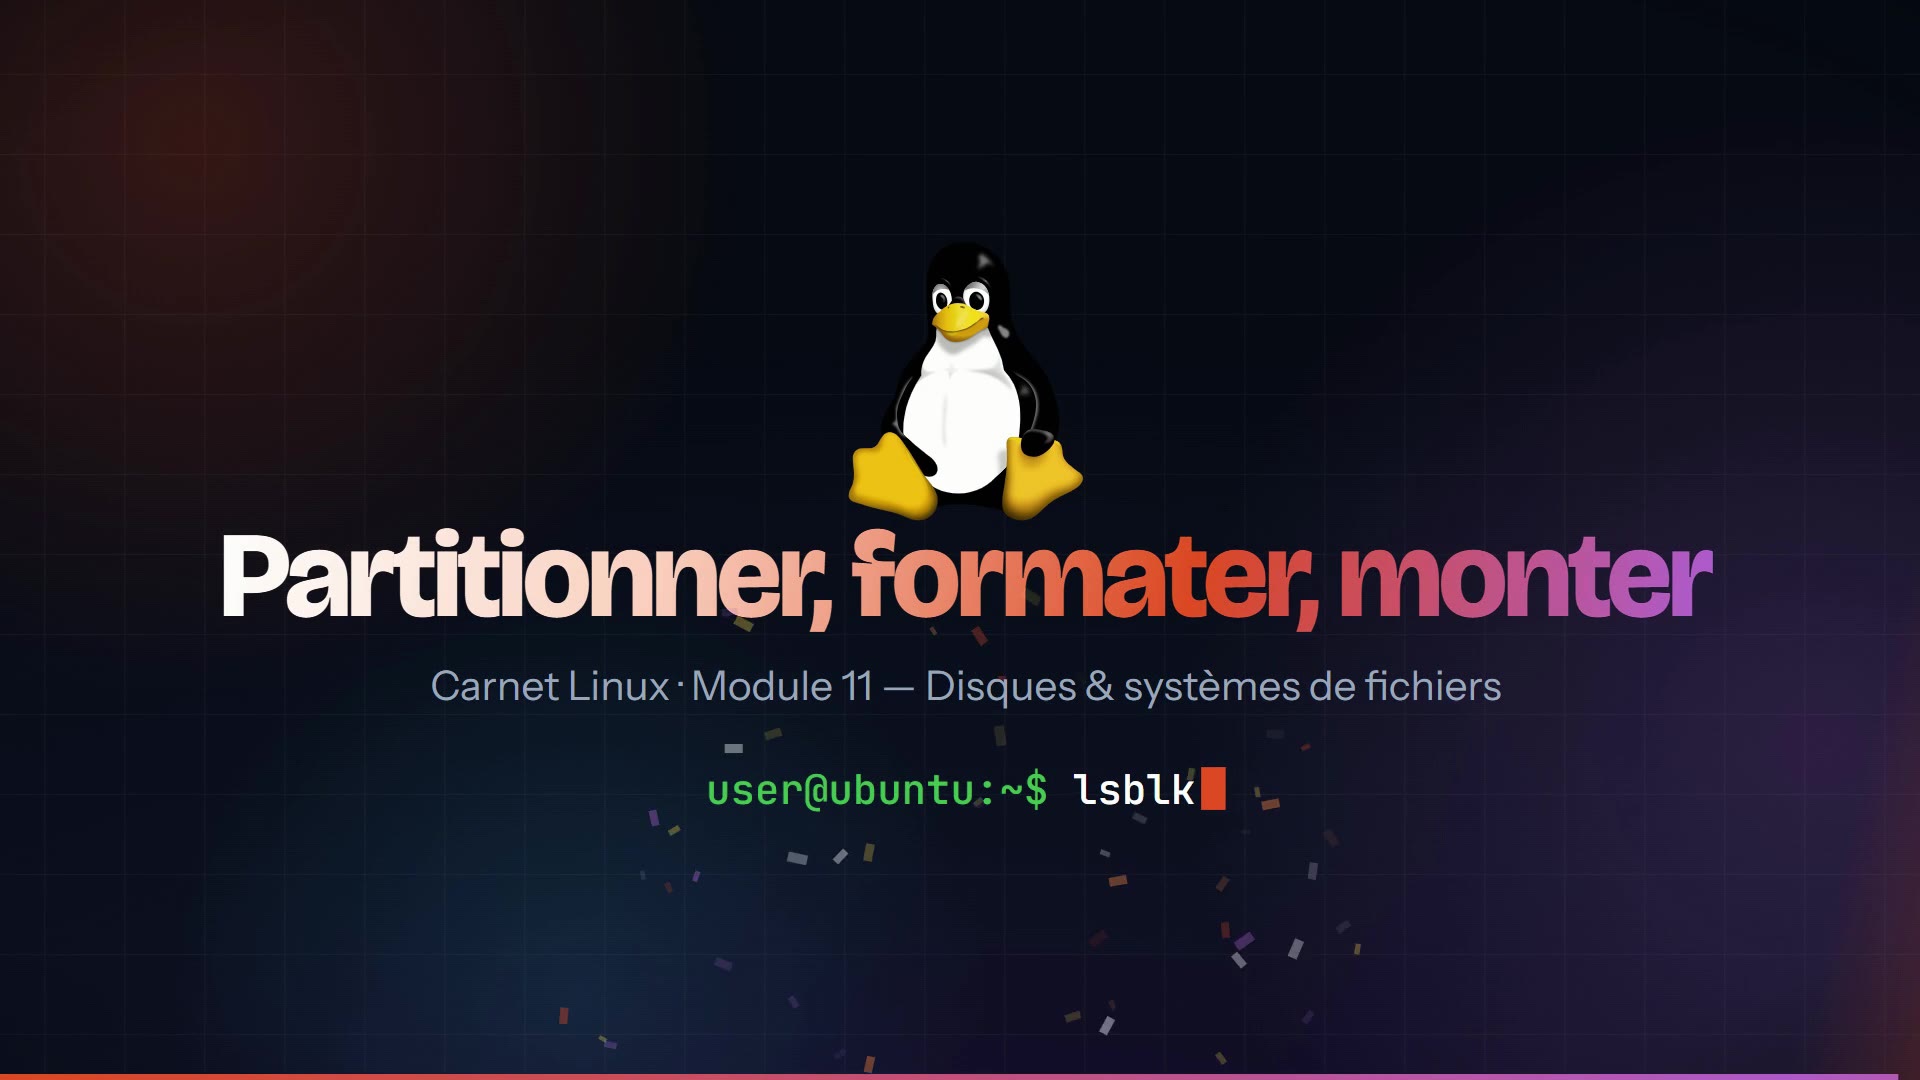 Partitionner, formater, monter
Carnet Linux · Module 11 — Disques & systèmes de fichiers
user@ubuntu:~$ lsblk